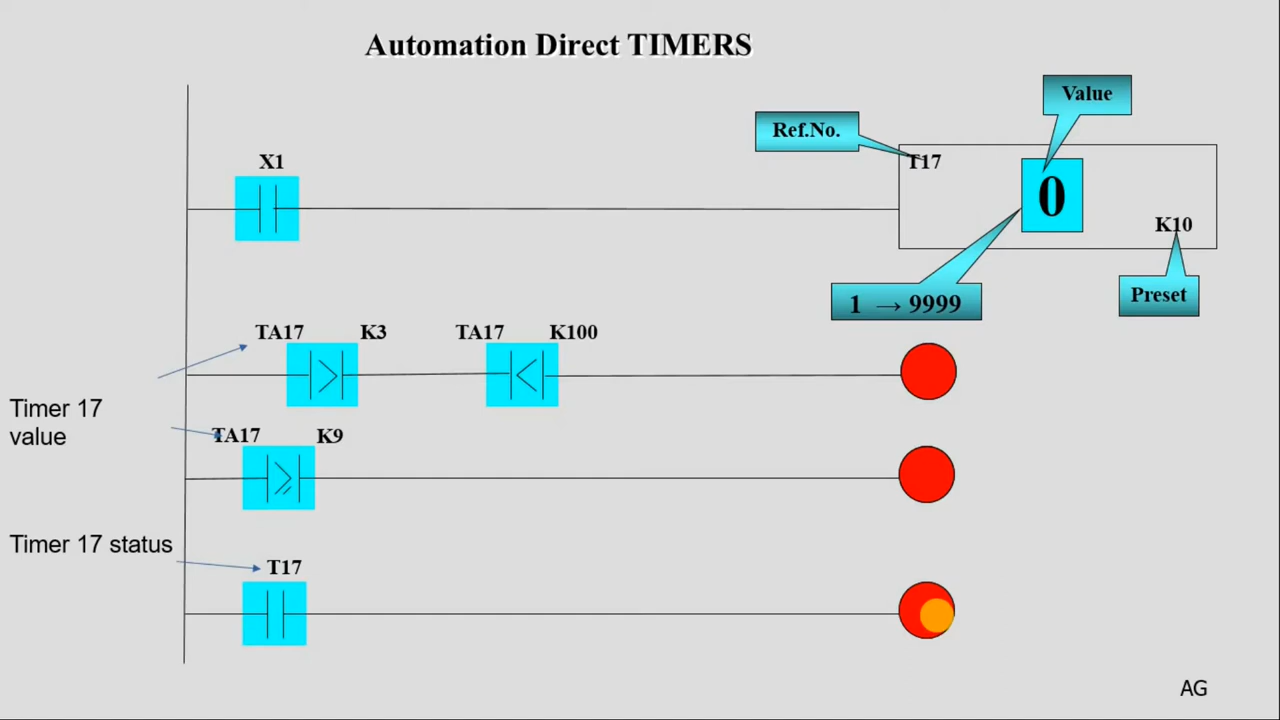 Automation Direct TIMERS
Value
Ref.No.
X1
T17
0
K10
1 → 9999
Preset
TA17 K3 TA17 K100
Timer 17
value
TA17 K9
Timer 17 status
T17
AG